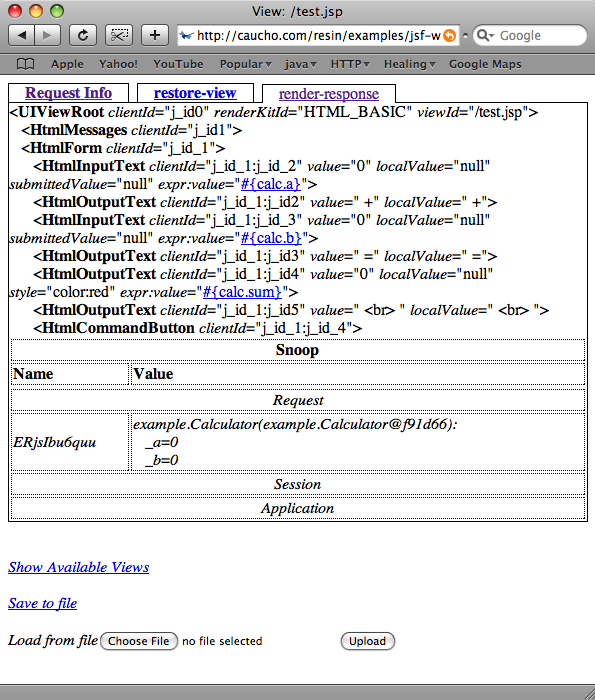 View: /test.jsp
http://caucho.com/resin/examples/jsf-w
Google
Apple Yahoo! YouTube Popular▾ java▾ HTTP▾ Healing▾ Google Maps
Request Info restore-view render-response
<UIViewRoot clientId="j_id0" renderKitId="HTML_BASIC" viewId="/test.jsp">
<HtmlMessages clientId="j_id1">
<HtmlForm clientId="j_id_1">
<HtmlInputText clientId="j_id_1:j_id_2" value="0" localValue="null"
submittedValue="null" expr:value="#{calc.a}">
<HtmlOutputText clientId="j_id_1:j_id2" value=" +" localValue=" +">
<HtmlInputText clientId="j_id_1:j_id_3" value="0" localValue="null"
submittedValue="null" expr:value="#{calc.b}">
<HtmlOutputText clientId="j_id_1:j_id3" value=" =" localValue=" =">
<HtmlOutputText clientId="j_id_1:j_id4" value="0" localValue="null"
style="color:red" expr:value="#{calc.sum}">
<HtmlOutputText clientId="j_id_1:j_id5" value=" <br> " localValue=" <br> ">
<HtmlCommandButton clientId="j_id_1:j_id_4">
Snoop
Name Value
Request
ERjsIbu6quu
example.Calculator(example.Calculator@f91d66):
_a=0
_b=0
Session
Application
Show Available Views
Save to file
Load from file Choose File no file selected Upload